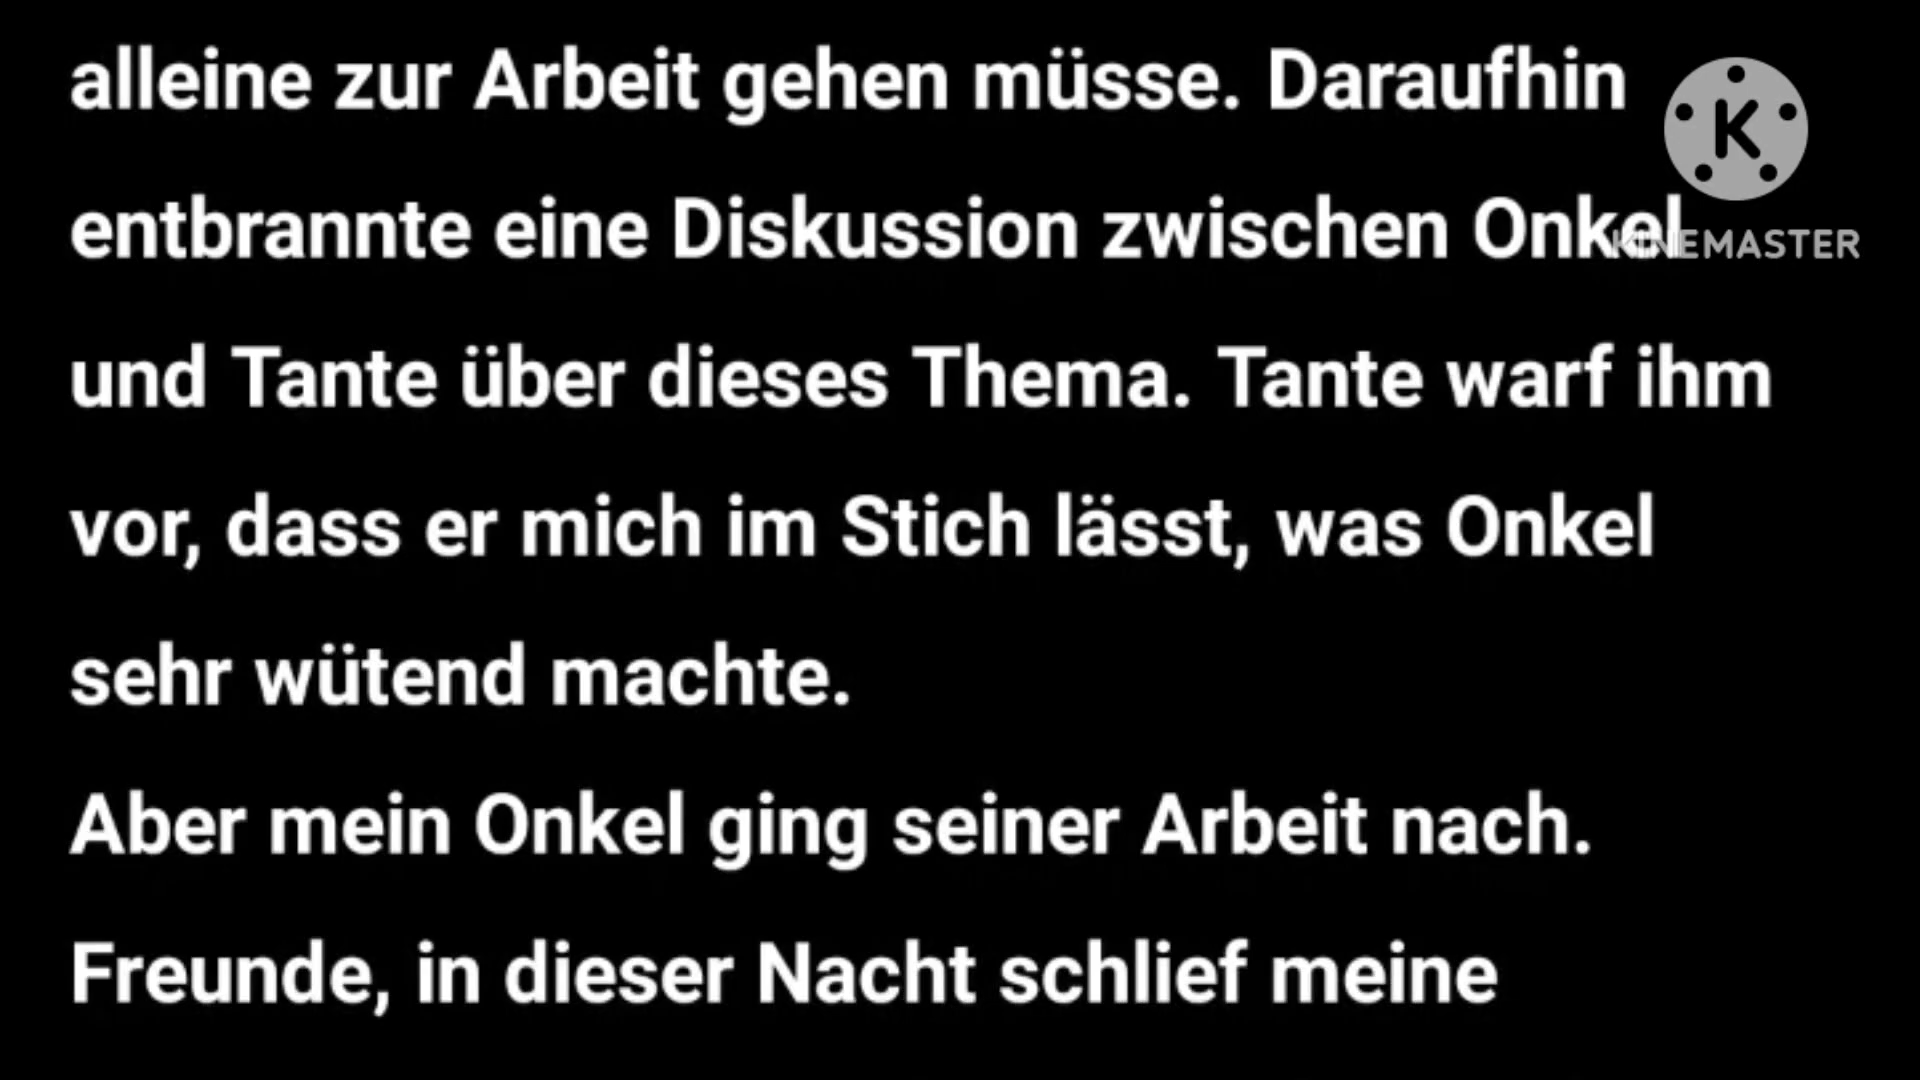 alleine zur Arbeit gehen müsse. Daraufhin
entbrannte eine Diskussion zwischen Onkel
KINEMASTER
und Tante über dieses Thema. Tante warf ihm
vor, dass er mich im Stich lässt, was Onkel
sehr wütend machte.
Aber mein Onkel ging seiner Arbeit nach.
Freunde, in dieser Nacht schlief meine